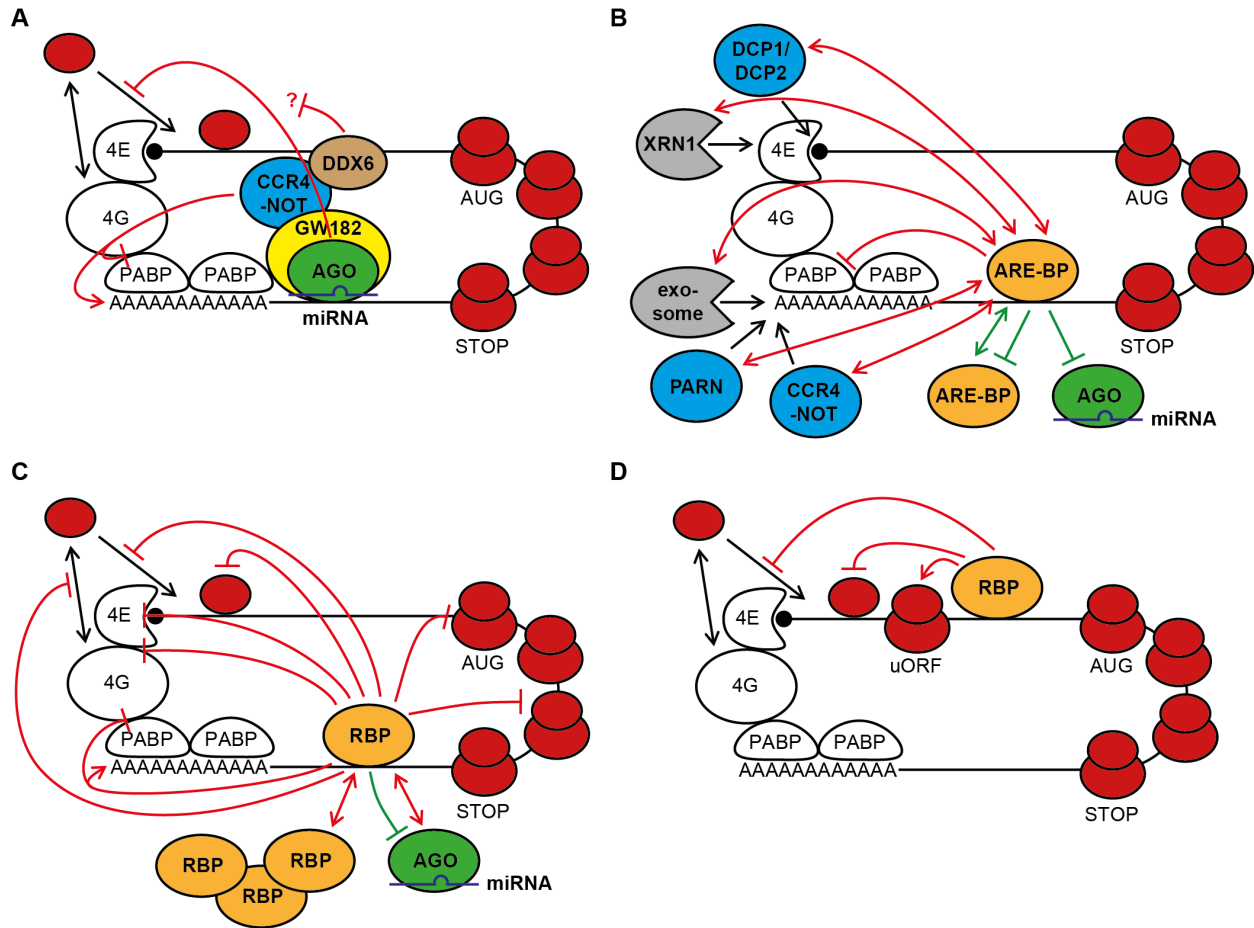 A
?
4E
DDX6
CCR4
-NOT
AUG
4G
GW182
PABP
PABP
AGO
AAAAAAAAAAAA
miRNA
STOP
B
DCP1/
DCP2
XRN1
4E
AUG
4G
ARE-BP
PABP
PABP
exo-
some
AAAAAAAAAAAA
STOP
PARN
CCR4
-NOT
ARE-BP
AGO
miRNA
C
4E
AUG
4G
RBP
PABP
PABP
AAAAAAAAAAAA
STOP
RBP
RBP
RBP
AGO
miRNA
D
RBP
4E
uORF
AUG
4G
PABP
PABP
AAAAAAAAAAAA
STOP